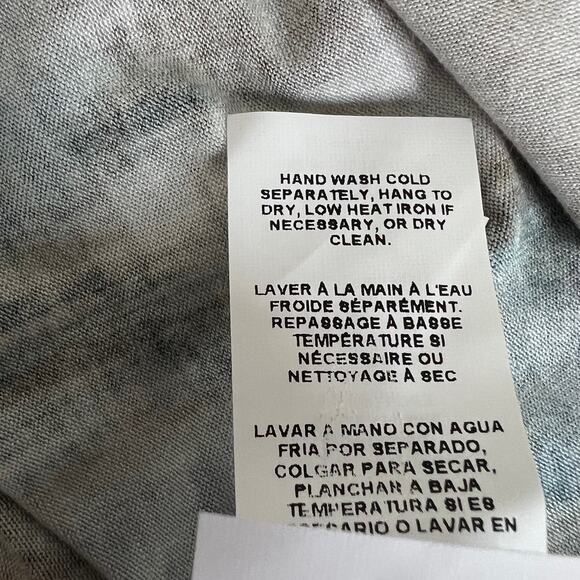 HAND WASH COLD
SEPARATELY, HANG TO
DRY, LOW HEAT IRON IF
NECESSARY, OR DRY
CLEAN.
LAVER À LA MAIN À L'EAU
FROIDE SÉPARÉMENT.
REPASSAGE À BASSE
TEMPÉRATURE SI
NÉCESSAIRE OU
NETTOYAGE À SEC
LAVAR A MANO CON AGUA
FRIA POR SEPARADO,
COLGAR PARA SECAR,
PLANCHAR A BAJA
TEMPERATURA SI ES
O LAVAR EN